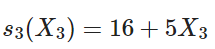 s₃(X₃) = 16 + 5X₃